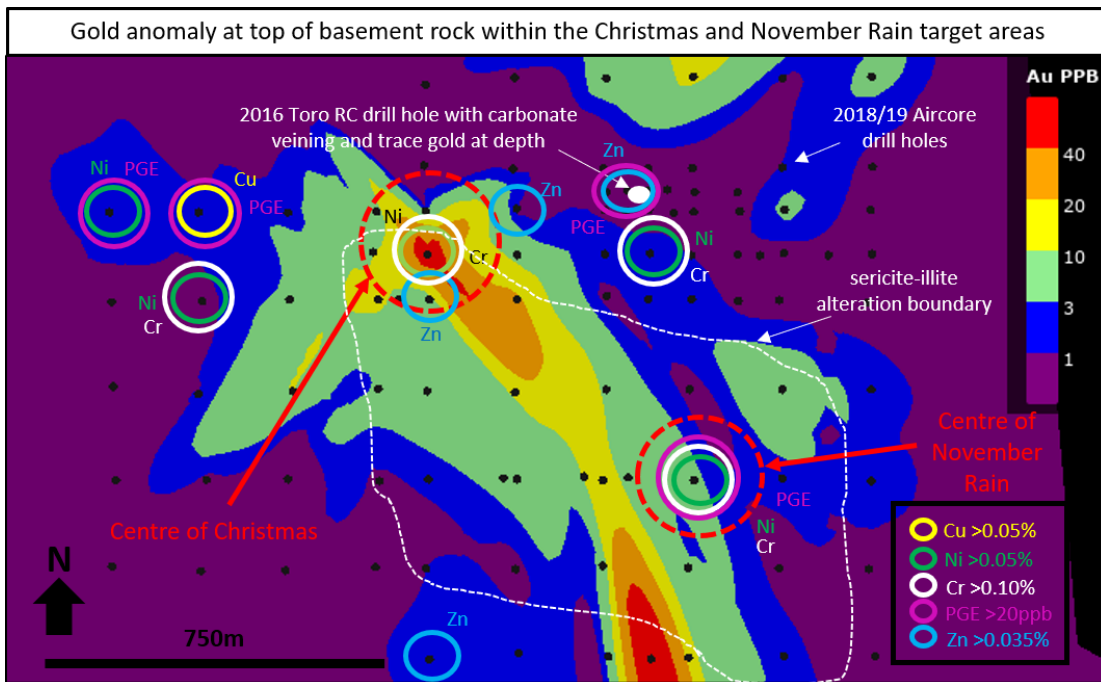 Gold anomaly at top of basement rock within the Christmas and November Rain target areas
Au PPB
40
20
10
3
1
2016 Toro RC drill hole with carbonate
veining and trace gold at depth
2018/19 Aircore
drill holes
Ni
PGE
Cu
PGE
Ni
Cr
Ni
Cr
Zn
Zn
Zn
PGE
Ni
Cr
sericite-illite
alteration boundary
Centre of
November
Rain
Centre of Christmas
PGE
Ni
Cr
Zn
N
750m
Cu >0.05%
Ni >0.05%
Cr >0.10%
PGE >20ppb
Zn >0.035%